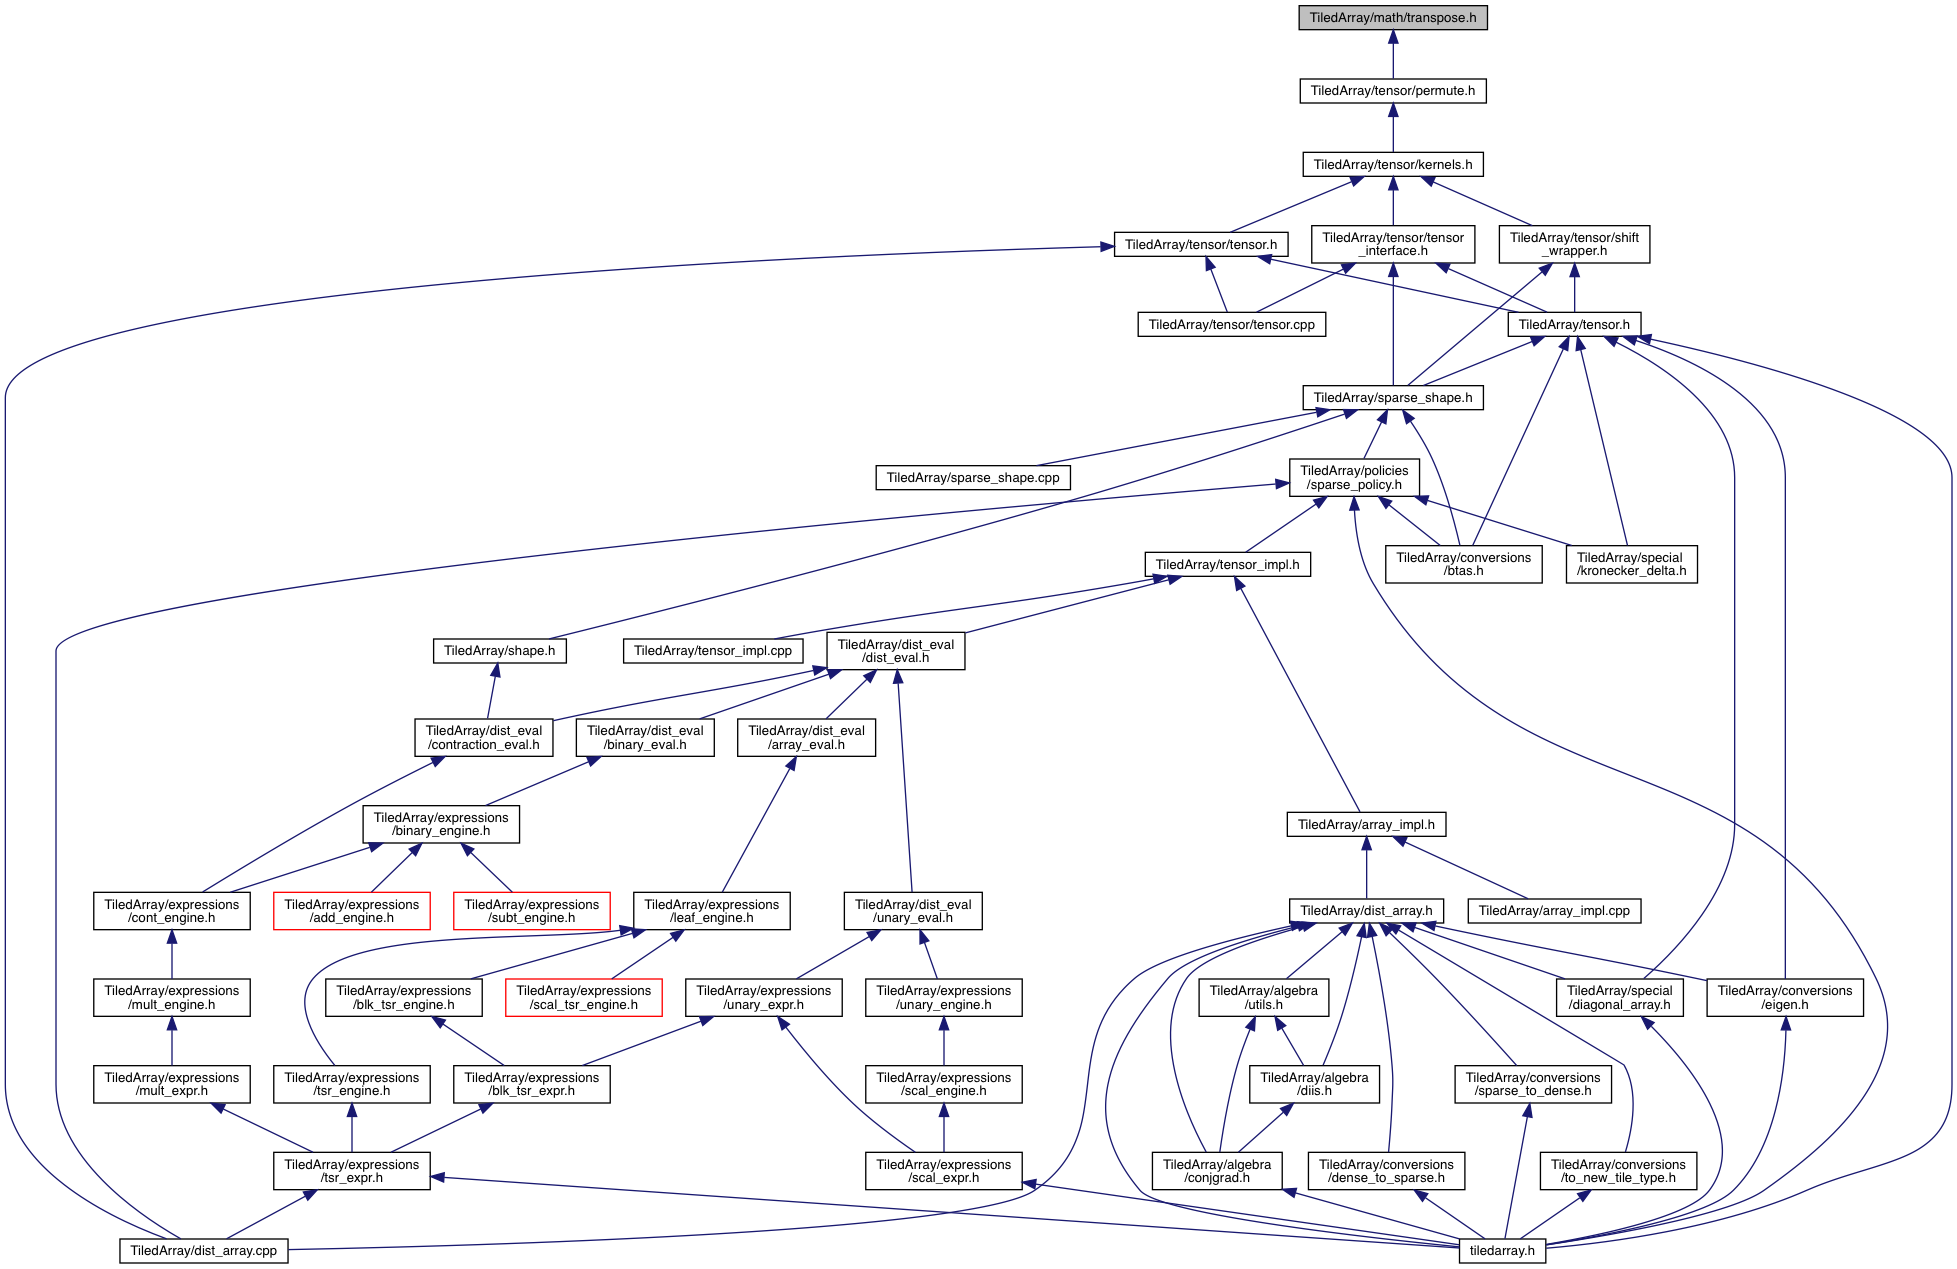 TiledArray/math/transpose.h
TiledArray/tensor/permute.h
TiledArray/tensor/kernels.h
TiledArray/tensor/tensor.h
TiledArray/tensor/tensor
_interface.h
TiledArray/tensor/shift
_wrapper.h
TiledArray/tensor/tensor.cpp
TiledArray/tensor.h
TiledArray/sparse_shape.h
TiledArray/sparse_shape.cpp
TiledArray/policies
/sparse_policy.h
TiledArray/tensor_impl.h
TiledArray/conversions
/btas.h
TiledArray/special
/kronecker_delta.h
TiledArray/shape.h
TiledArray/tensor_impl.cpp
TiledArray/dist_eval
/dist_eval.h
TiledArray/dist_eval
/contraction_eval.h
TiledArray/dist_eval
/binary_eval.h
TiledArray/dist_eval
/array_eval.h
TiledArray/expressions
/binary_engine.h
TiledArray/array_impl.h
TiledArray/expressions
/cont_engine.h
TiledArray/expressions
/add_engine.h
TiledArray/expressions
/subt_engine.h
TiledArray/expressions
/leaf_engine.h
TiledArray/dist_eval
/unary_eval.h
TiledArray/dist_array.h
TiledArray/array_impl.cpp
TiledArray/expressions
/mult_engine.h
TiledArray/expressions
/blk_tsr_engine.h
TiledArray/expressions
/scal_tsr_engine.h
TiledArray/expressions
/unary_expr.h
TiledArray/expressions
/unary_engine.h
TiledArray/algebra
/utils.h
TiledArray/special
/diagonal_array.h
TiledArray/conversions
/eigen.h
TiledArray/expressions
/mult_expr.h
TiledArray/expressions
/tsr_engine.h
TiledArray/expressions
/blk_tsr_expr.h
TiledArray/expressions
/scal_engine.h
TiledArray/algebra
/diis.h
TiledArray/conversions
/sparse_to_dense.h
TiledArray/expressions
/tsr_expr.h
TiledArray/expressions
/scal_expr.h
TiledArray/algebra
/conjgrad.h
TiledArray/conversions
/dense_to_sparse.h
TiledArray/conversions
/to_new_tile_type.h
TiledArray/dist_array.cpp
tiledarray.h